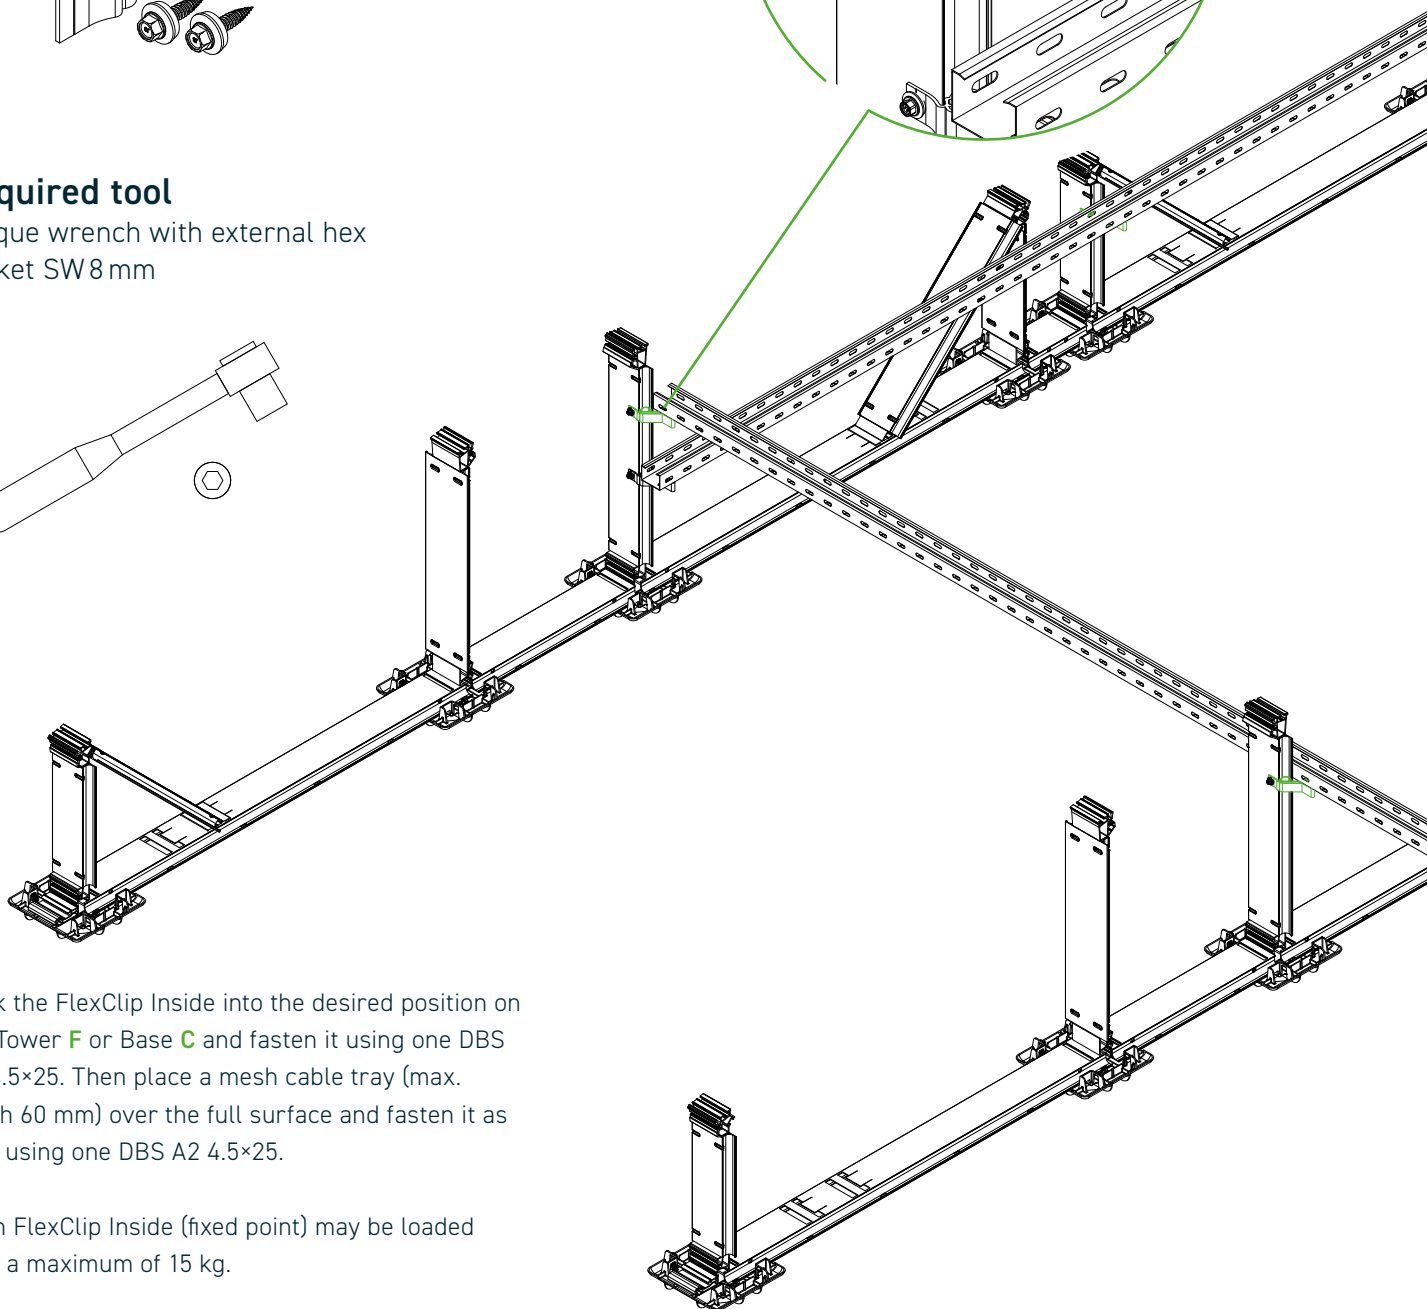 quired tool
que wrench with external hex
ket SW 8 mm
k the FlexClip Inside into the desired position on
Tower F or Base C and fasten it using one DBS
4.5×25. Then place a mesh cable tray (max.
h 60 mm) over the full surface and fasten it as
using one DBS A2 4.5×25.
n FlexClip Inside (fixed point) may be loaded
a maximum of 15 kg.